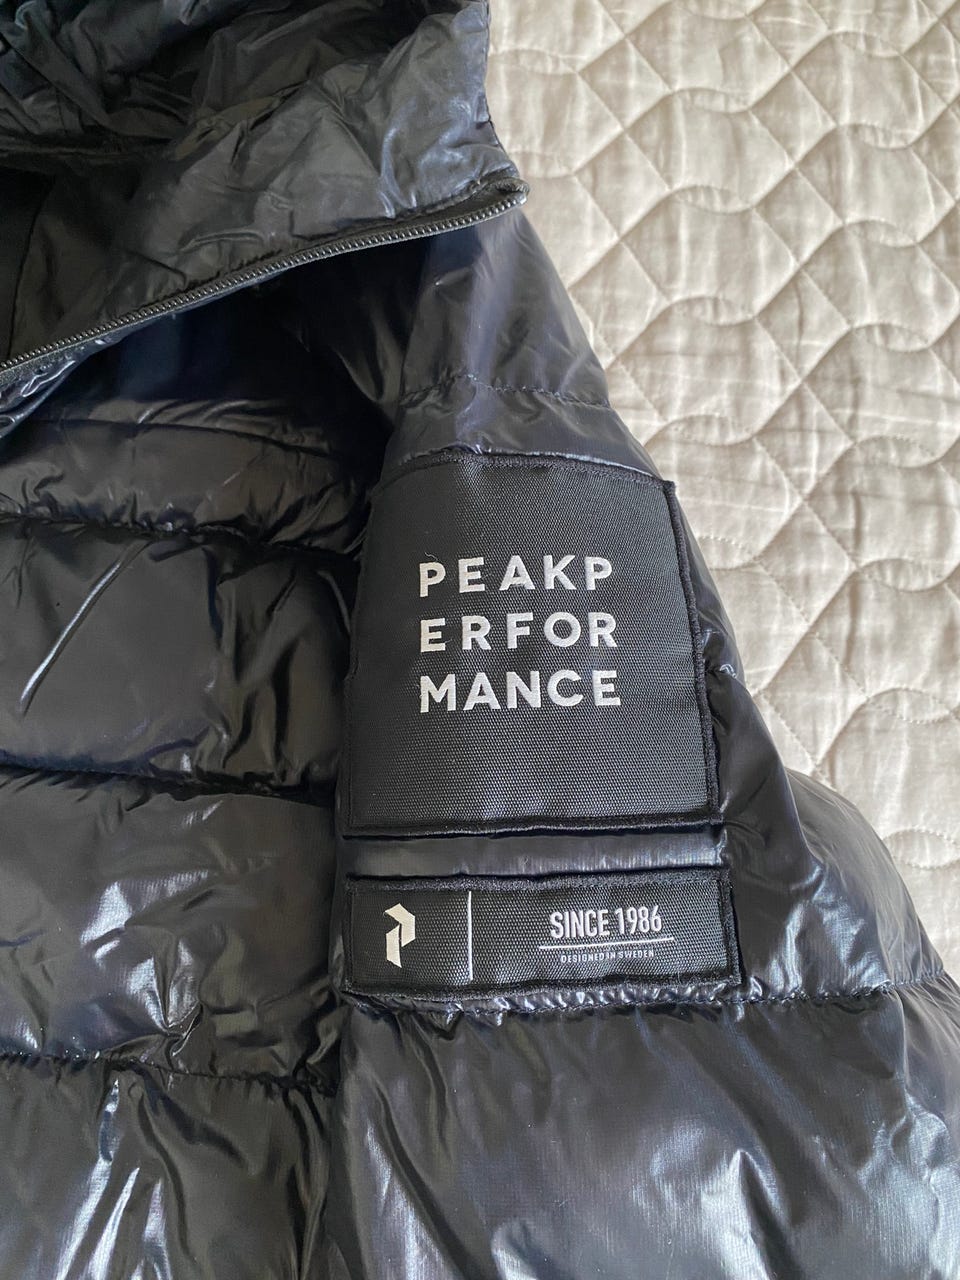 PEAKP
ERFOR
MANCE
SINCE 1986
DESIGNED IN SWEDEN